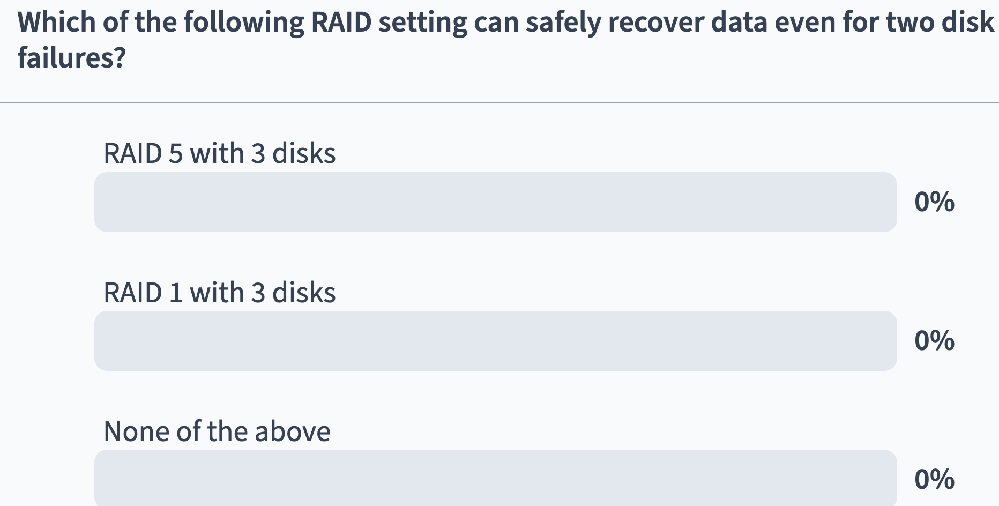 Which of the following RAID setting can safely recover data even for two disk
failures?
RAID 5 with 3 disks
0%
RAID 1 with 3 disks
0%
None of the above
0%